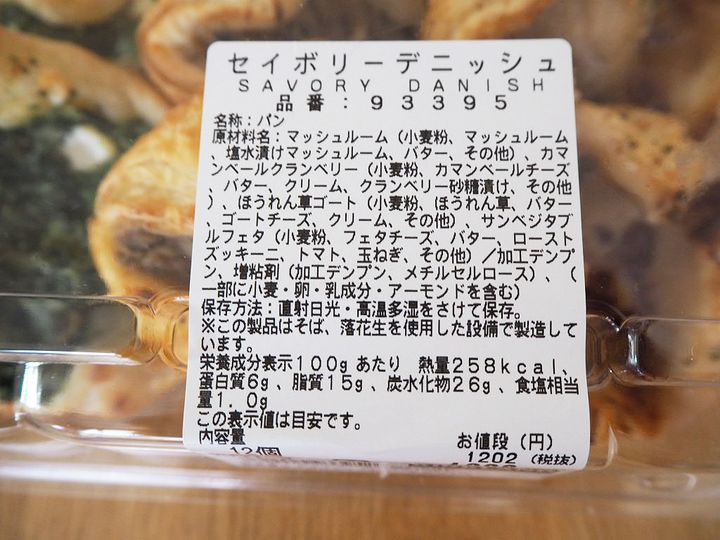 セイボリーデニッシュ
SAVORY DANISH
品番：93395
名称：パン
原材料名：マッシュルーム（小麦粉、マッシュルーム
、塩水漬けマッシュルーム、バター、その他）、カマ
ンベールクランベリー（小麦粉、カマンベールチーズ
、バター、クリーム、クランベリー砂糖漬け、その他
）、ほうれん草ゴート（小麦粉、ほうれん草、バター
、ゴートチーズ、クリーム、その他）、サンベジタブ
ルフェタ（小麦粉、フェタチーズ、バター、ロースト
ズッキーニ、トマト、玉ねぎ、その他）／加工デンプ
ン、増粘剤（加工デンプン、メチルセルロース）、（
一部に小麦・卵・乳成分・アーモンドを含む）
保存方法：直射日光・高温多湿をさけて保存。
※この製品はそば、落花生を使用した設備で製造して
います。
栄養成分表示100gあたり 熱量258kcal、
蛋白質6g、脂質15g、炭水化物26g、食塩相当
量1.0g
この表示値は目安です。
内容量 お値段（円）
12個 1202（税抜）